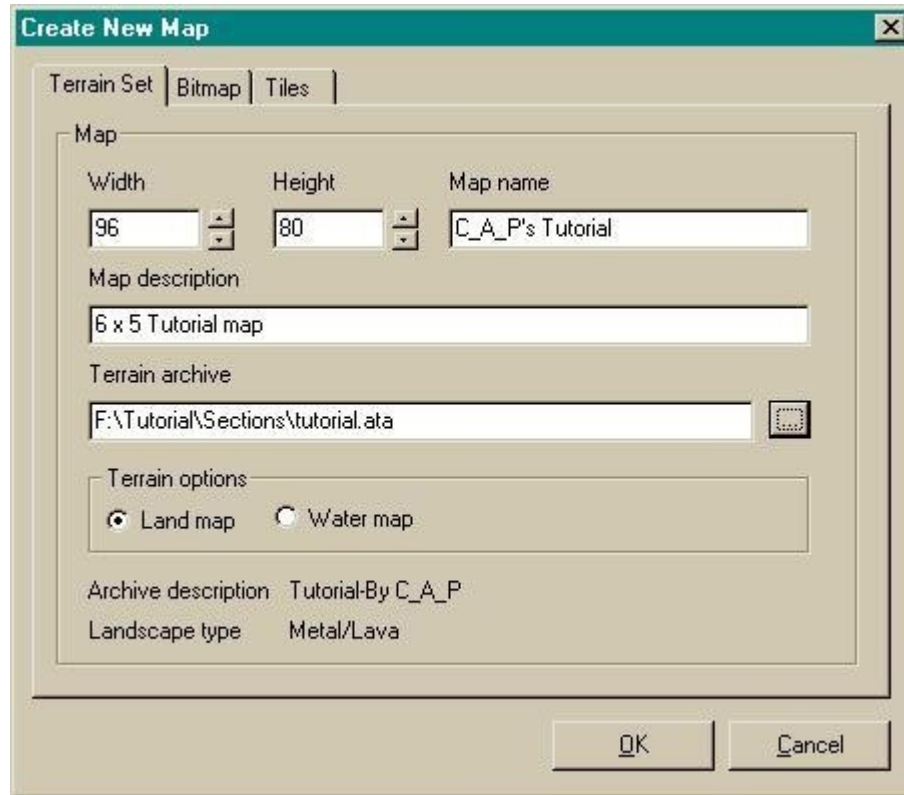 Create New Map
Terrain Set Bitmap Tiles
Map
Width Height Map name
96 80 C_A_P's Tutorial
Map description
6 x 5 Tutorial map
Terrain archive
F:\Tutorial\Sections\tutorial.ata
...
Terrain options
Land map Water map
Archive description Tutorial-By C_A_P
Landscape type Metal/Lava
OK Cancel